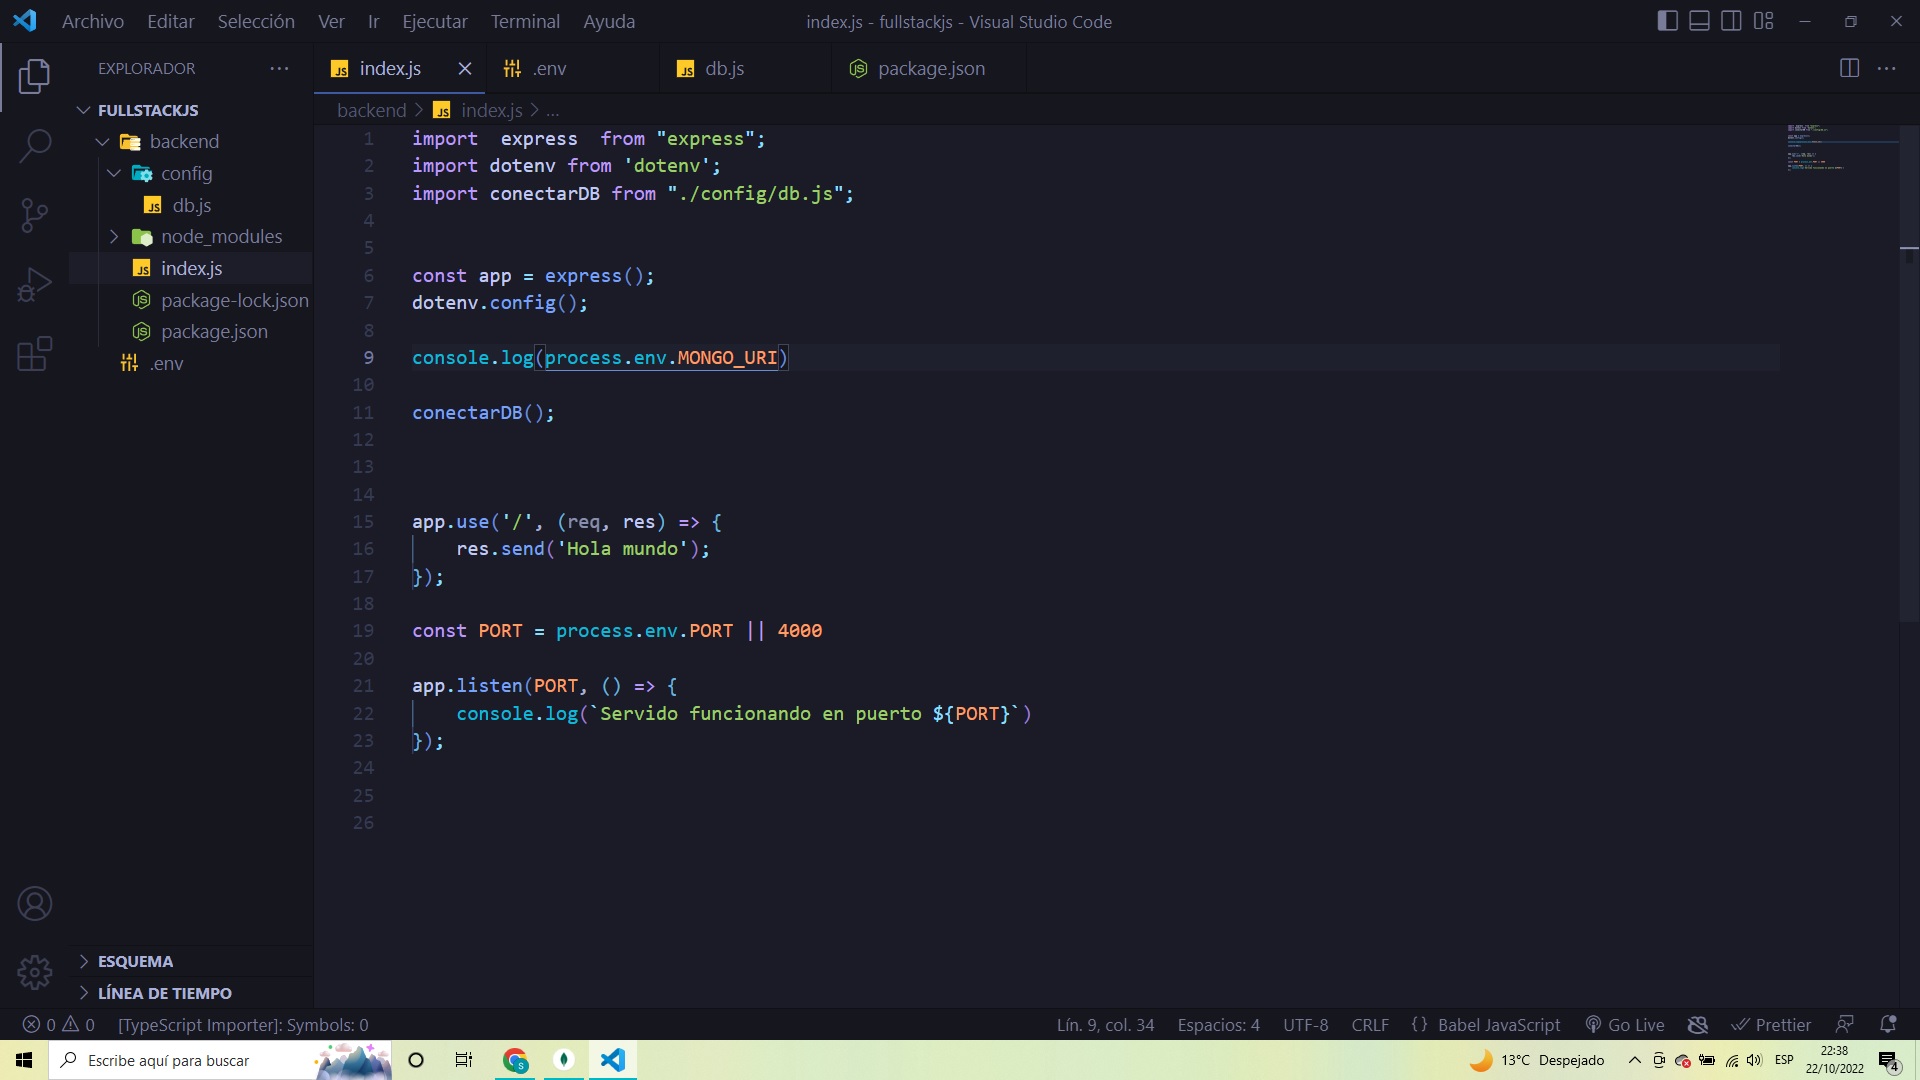 Archivo Editar Selección Ver Ir Ejecutar Terminal Ayuda
index.js - fullstackjs - Visual Studio Code
EXPLORADOR
index.js
.env
db.js
package.json
FULLSTACKJS
backend
config
db.js
node_modules
index.js
package-lock.json
package.json
.env
backend > index.js > ...
1 import  express  from "express";
2 import dotenv from 'dotenv';
3 import conectarDB from "./config/db.js";
4
5
6 const app = express();
7 dotenv.config();
8
9 console.log(process.env.MONGO_URI)
10
11 conectarDB();
12
13
14
15 app.use('/', (req, res) => {
16     res.send('Hola mundo');
17 });
18
19 const PORT = process.env.PORT || 4000
20
21 app.listen(PORT, () => {
22     console.log(`Servido funcionando en puerto ${PORT}`)
23 });
24
25
26
ESQUEMA
LÍNEA DE TIEMPO
0 0 [TypeScript Importer]: Symbols: 0
Lín. 9, col. 34 Espacios: 4 UTF-8 CRLF {} Babel JavaScript Go Live Prettier
Escribe aquí para buscar
13°C Despejado
ESP
22:38
22/10/2022
4